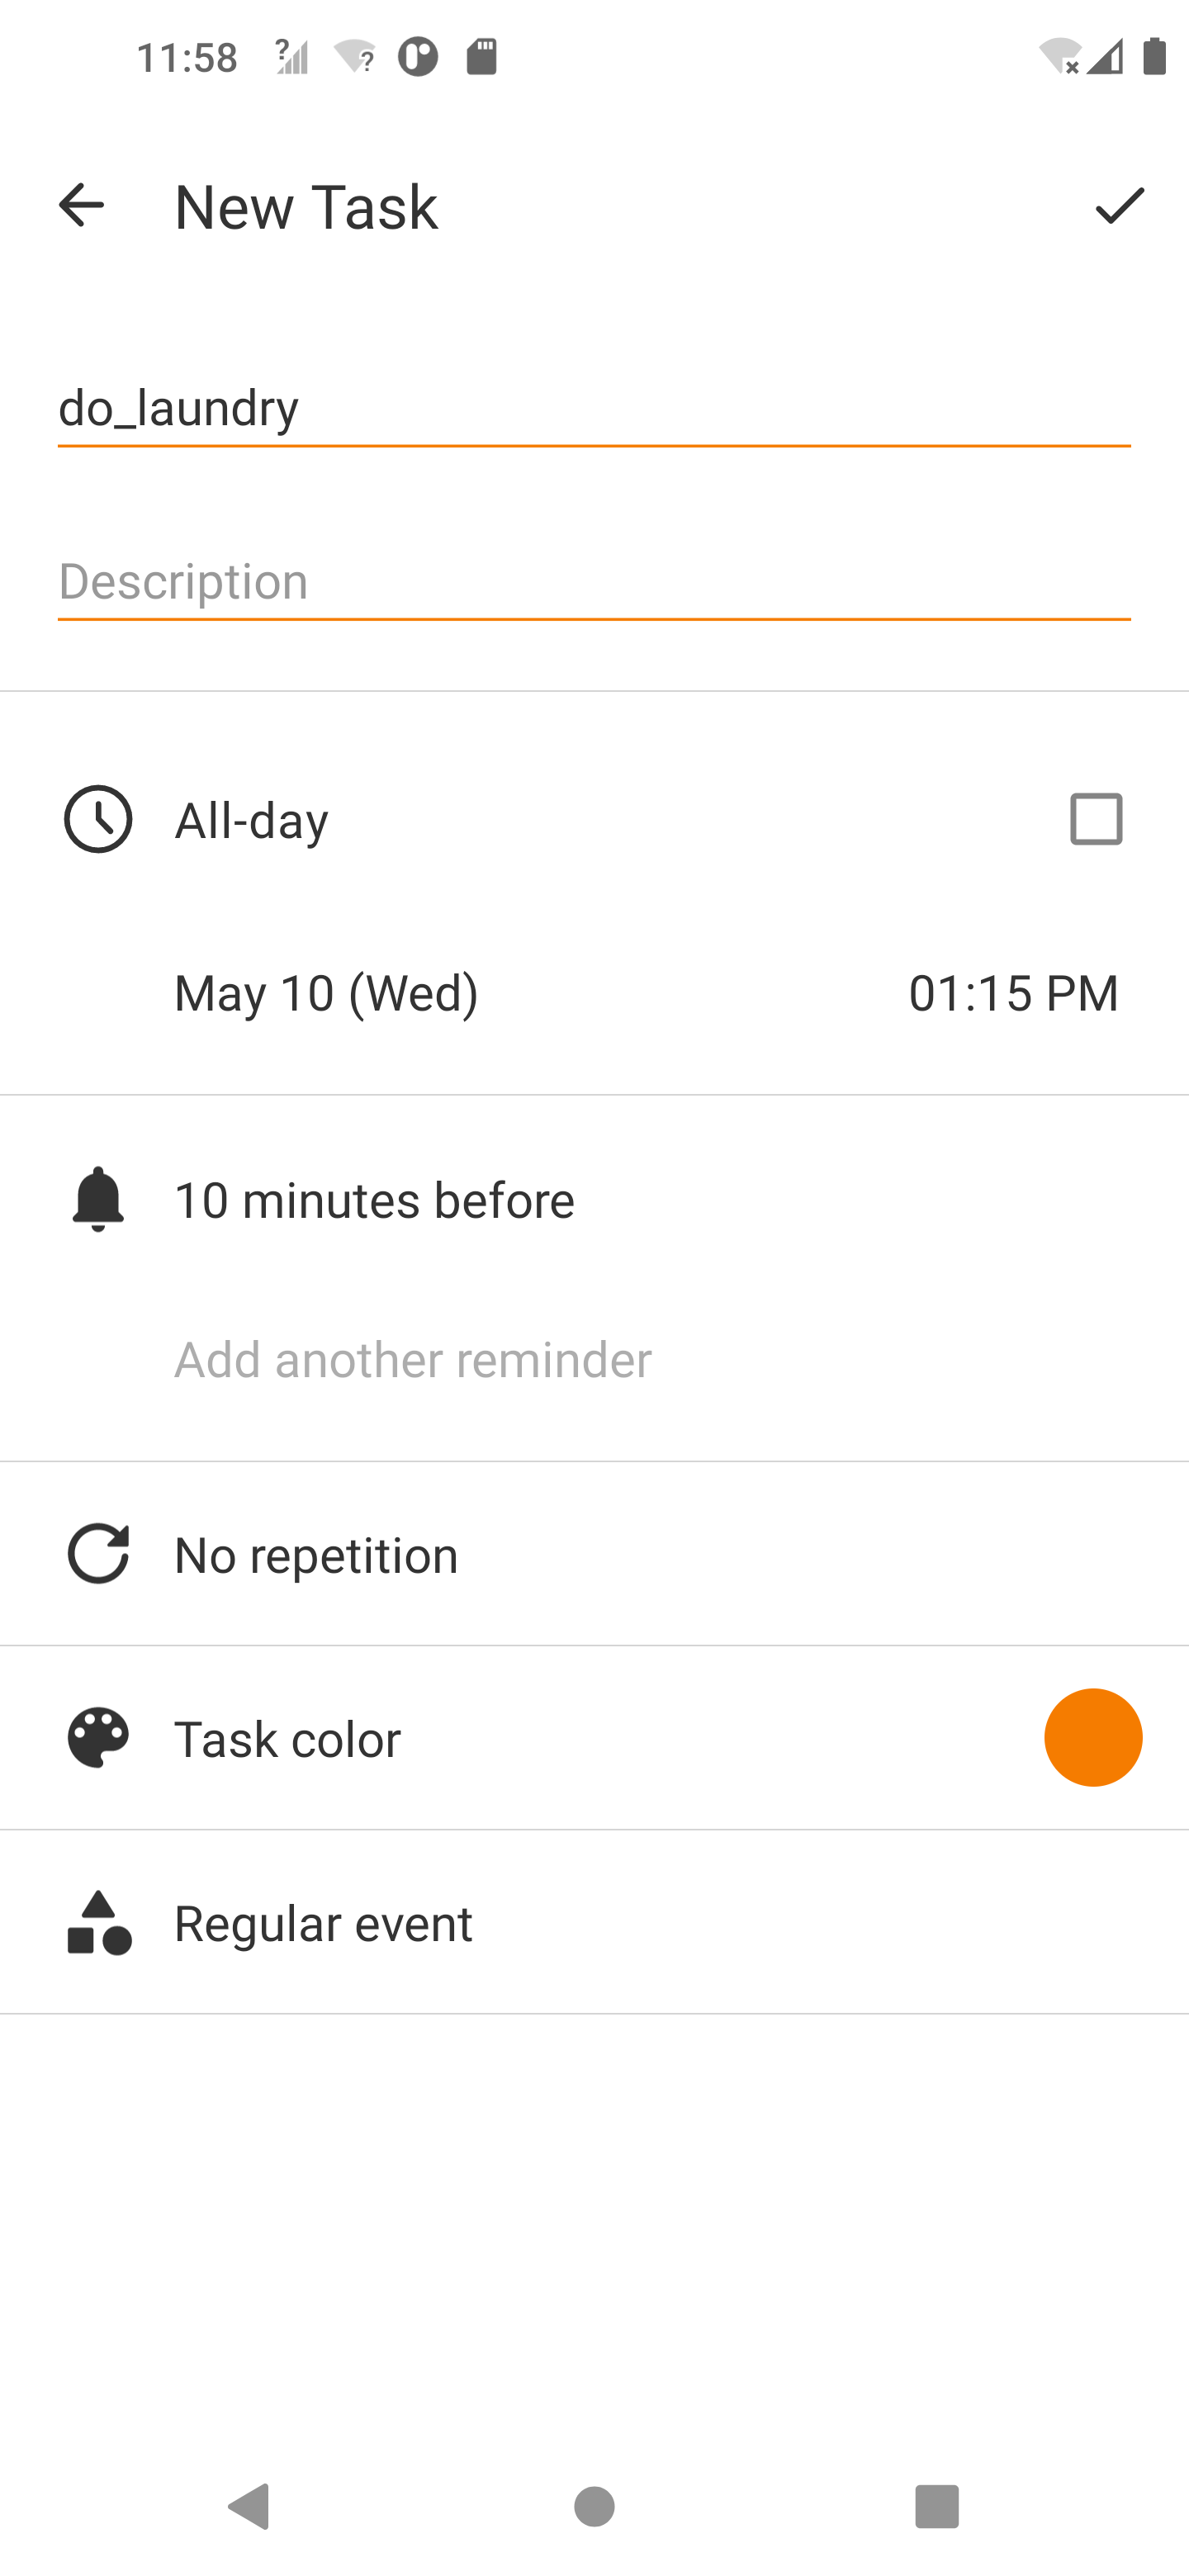 11:58
New Task
do_laundry
Description
All-day
May 10 (Wed) 01:15 PM
10 minutes before
Add another reminder
No repetition
Task color
Regular event